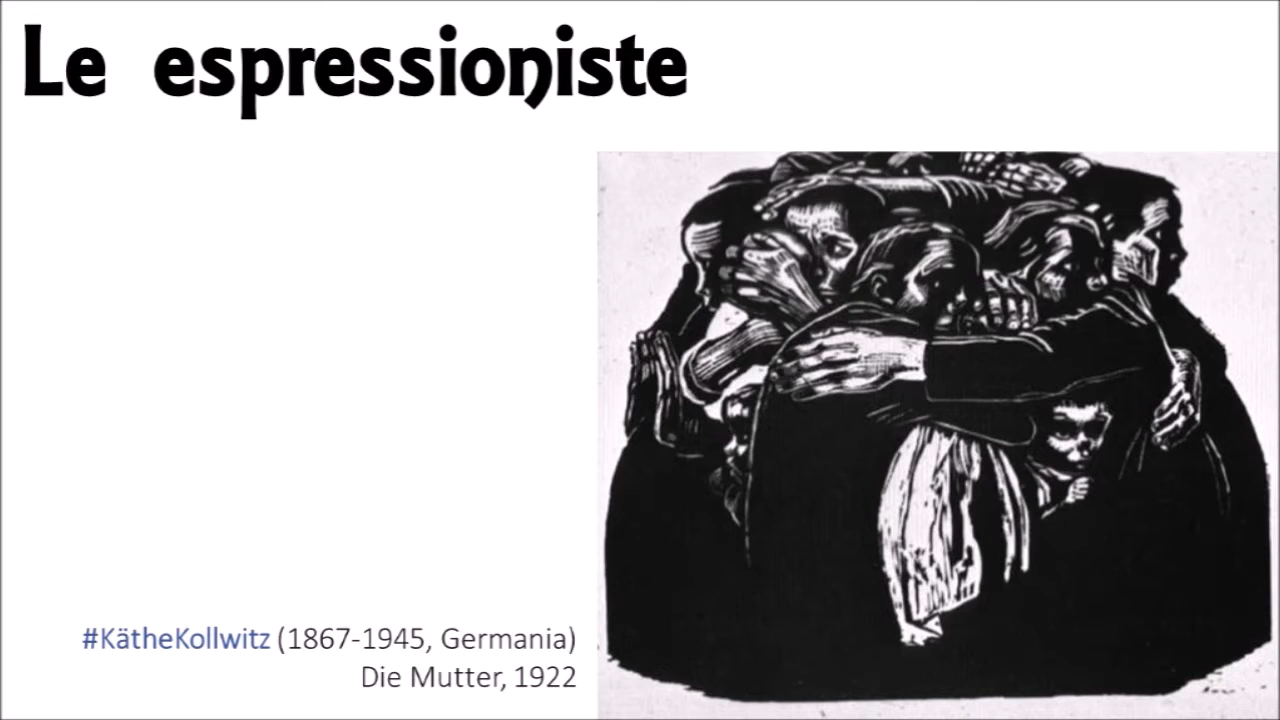 Le espressioniste
#KätheKollwitz (1867-1945, Germania)
Die Mutter, 1922